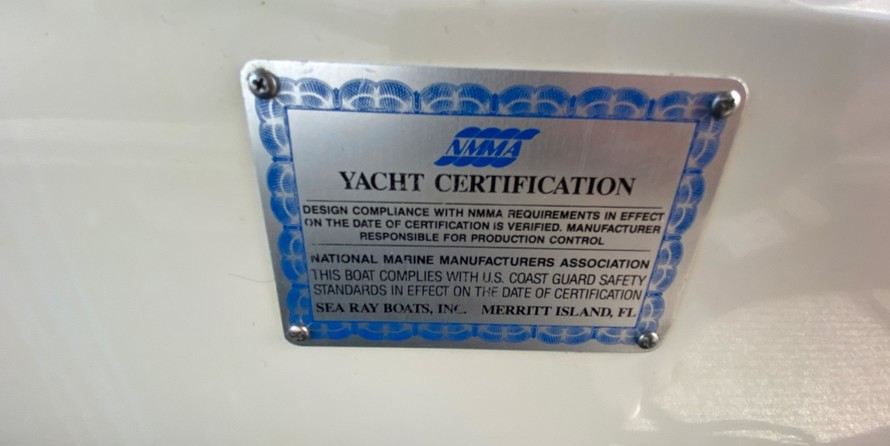 NMMA
YACHT CERTIFICATION
DESIGN COMPLIANCE WITH NMMA REQUIREMENTS IN EFFECT
ON THE DATE OF CERTIFICATION IS VERIFIED. MANUFACTURER
RESPONSIBLE FOR PRODUCTION CONTROL
NATIONAL MARINE MANUFACTURERS ASSOCIATION
THIS BOAT COMPLIES WITH U.S. COAST GUARD SAFETY
STANDARDS IN EFFECT ON THE DATE OF CERTIFICATION
SEA RAY BOATS, INC. MERRITT ISLAND, FL